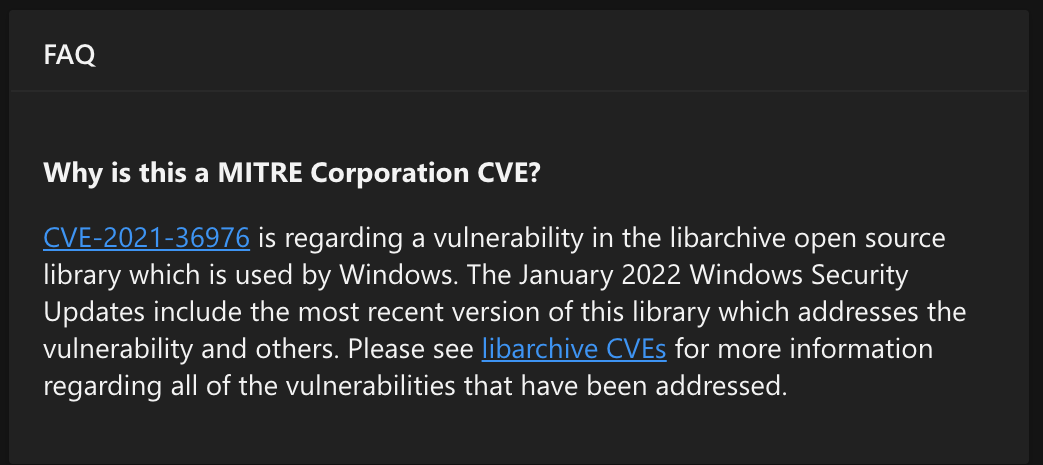 FAQ
Why is this a MITRE Corporation CVE?
CVE-2021-36976 is regarding a vulnerability in the libarchive open source
library which is used by Windows. The January 2022 Windows Security
Updates include the most recent version of this library which addresses the
vulnerability and others. Please see libarchive CVEs for more information
regarding all of the vulnerabilities that have been addressed.